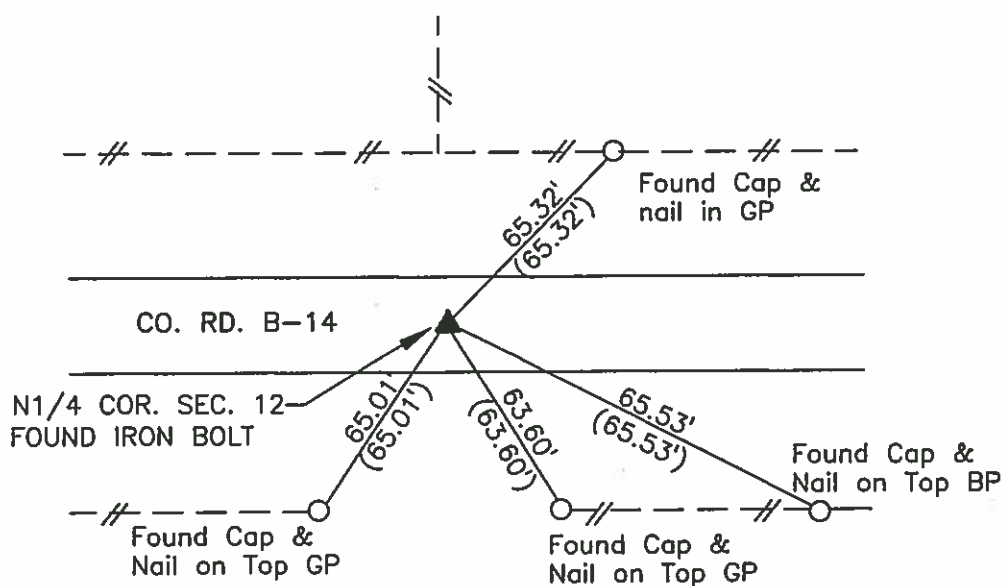 Found Cap &
nail in GP
65.32'
(65.32')
CO. RD. B-14
N1/4 COR. SEC. 12
FOUND IRON BOLT
65.01'
(65.01')
63.60'
(63.60')
65.53'
(65.53')
Found Cap &
Nail on Top BP
Found Cap &
Nail on Top GP
Found Cap &
Nail on Top GP